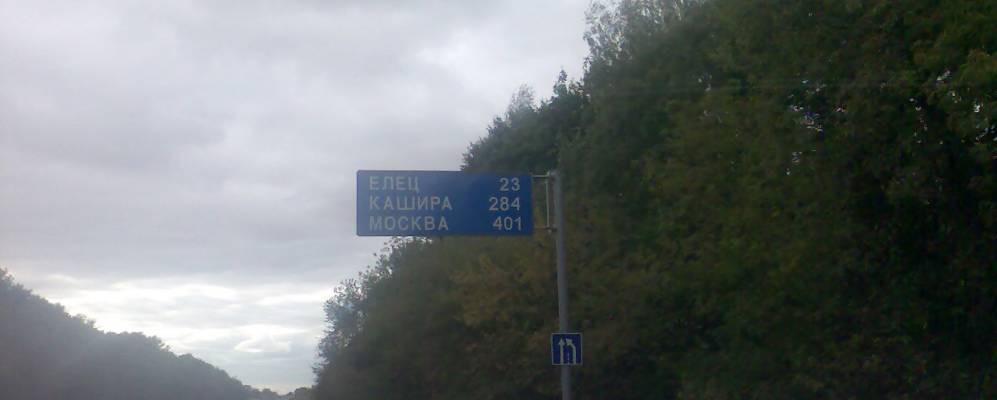 ЕЛЕЦ 23
КАШИРА 284
МОСКВА 401